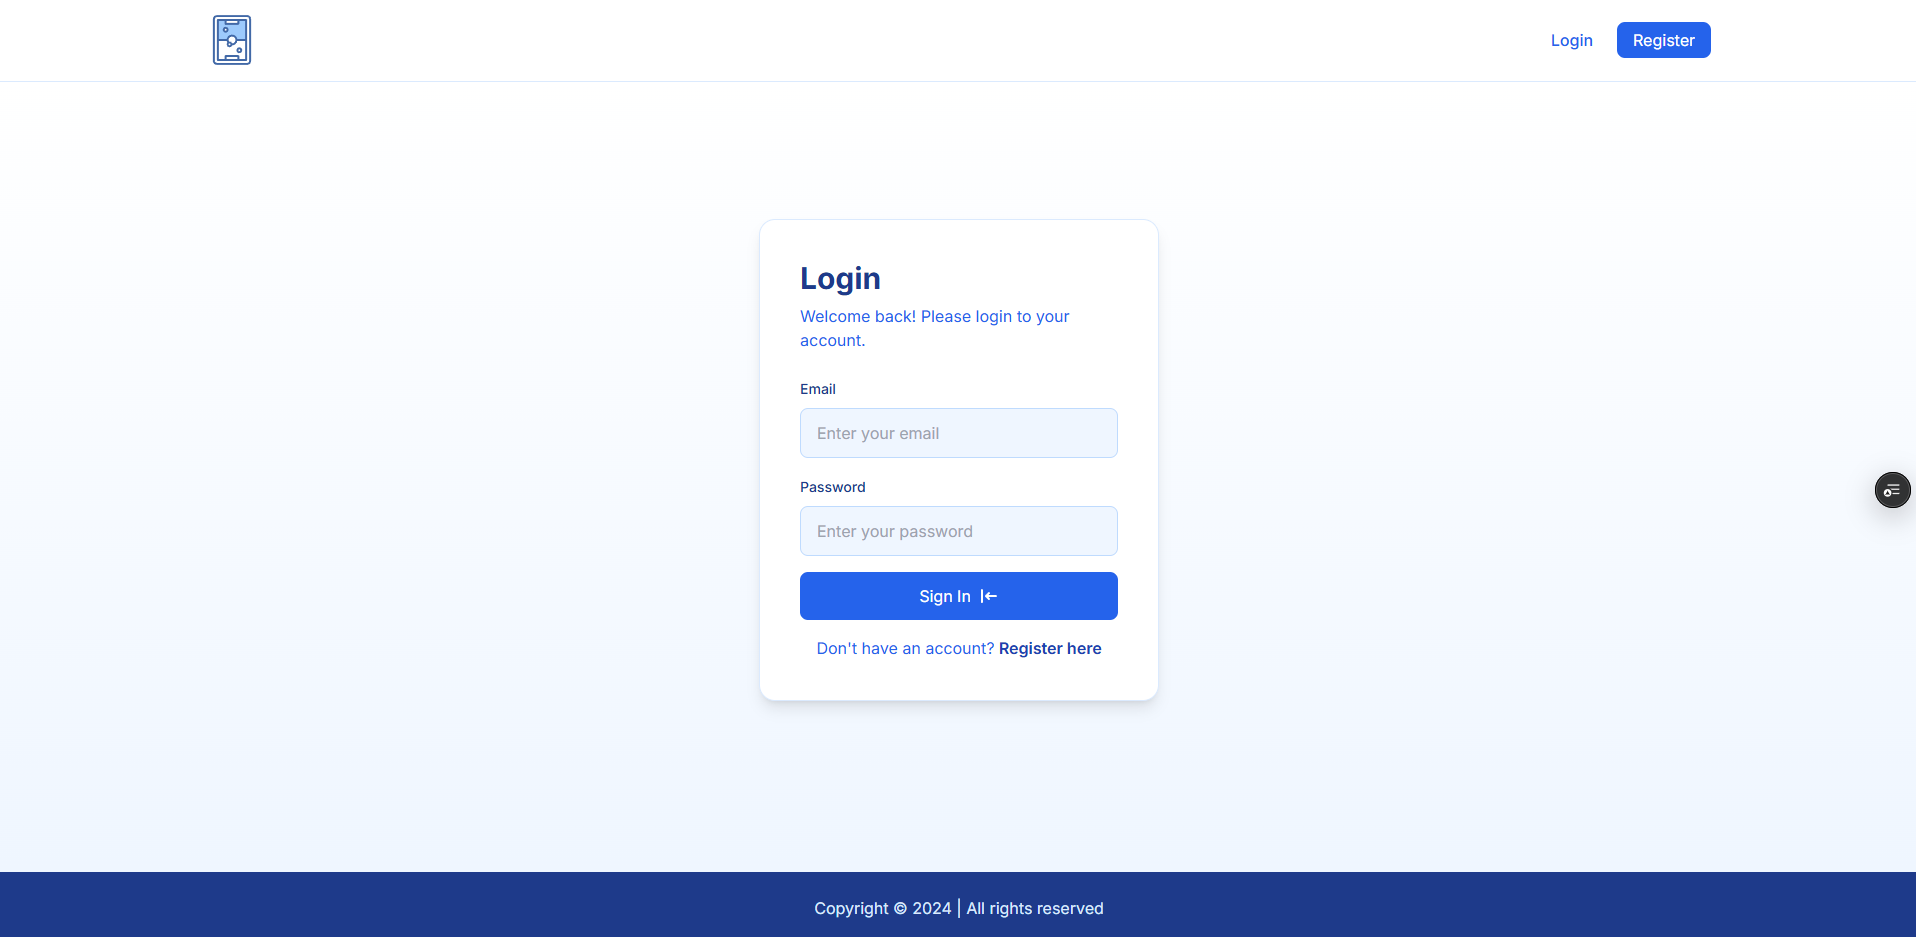 Login
Register
Login
Welcome back! Please login to your
account.
Email
Enter your email
Password
Enter your password
Sign In
Don't have an account? Register here
Copyright © 2024 | All rights reserved